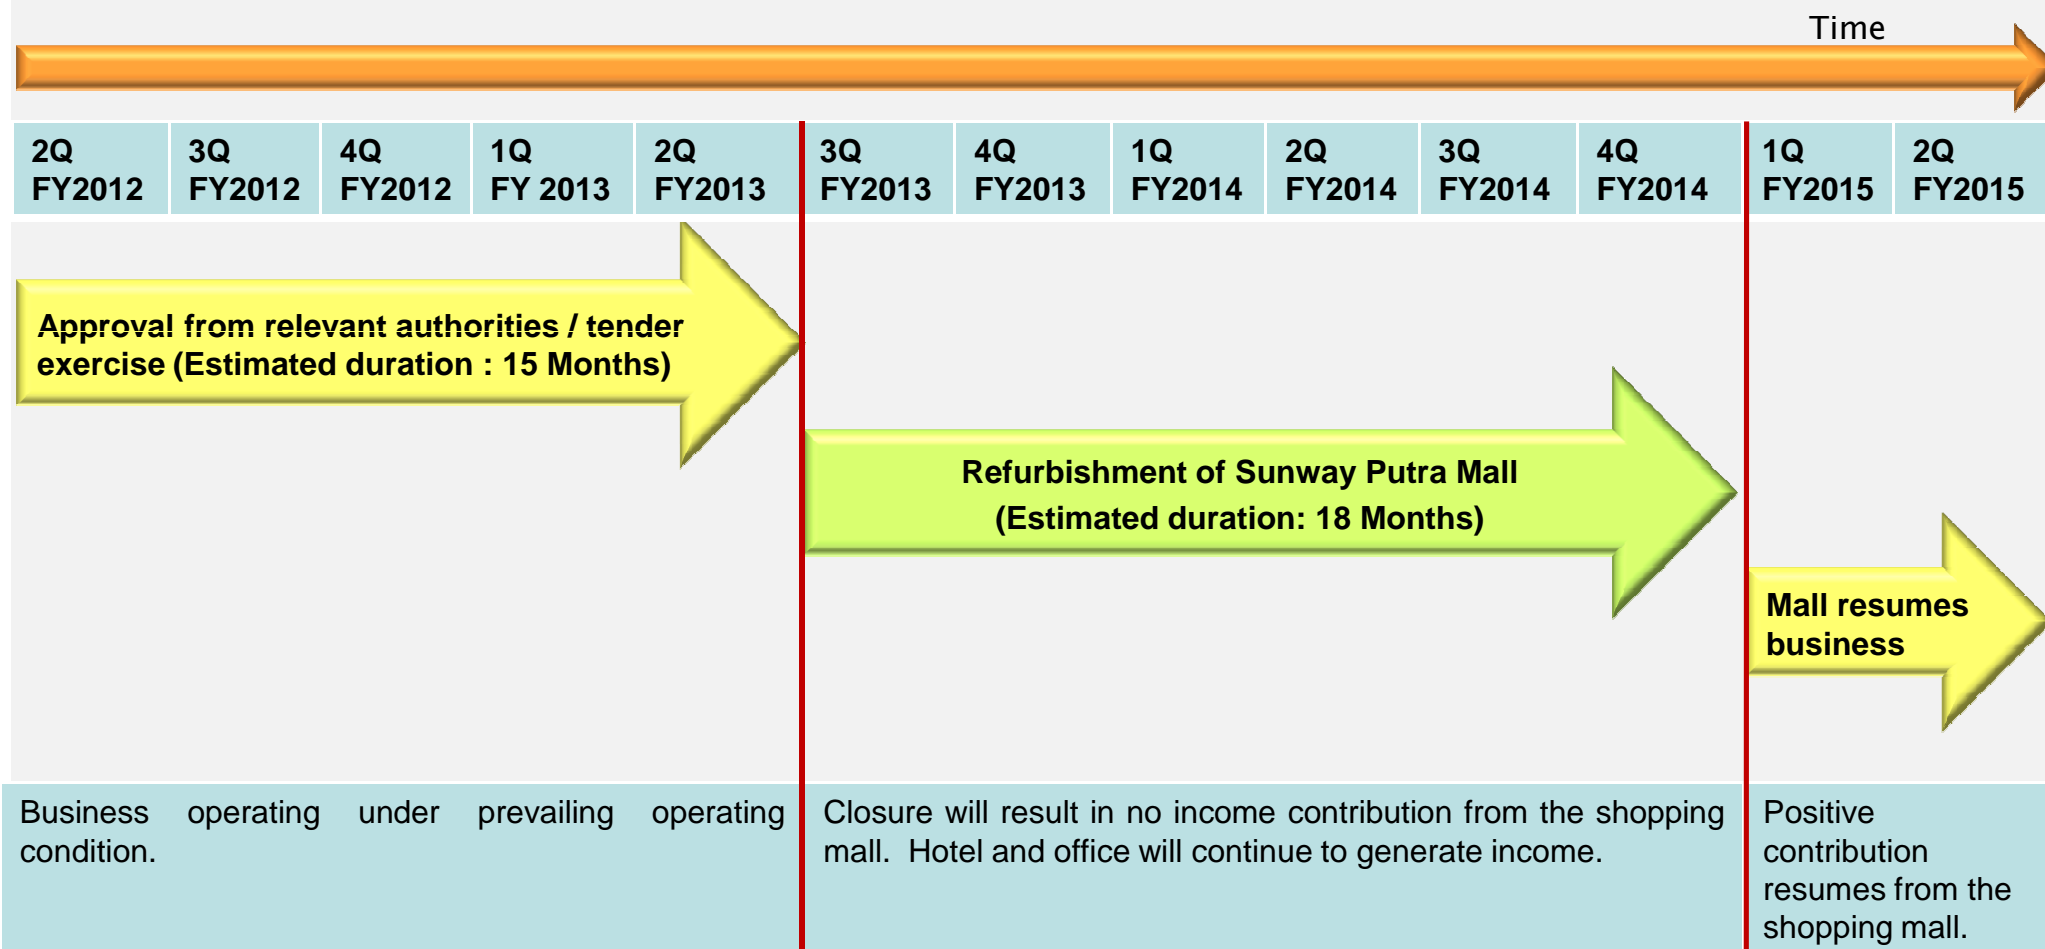 Time
2Q 3Q 4Q 1Q 2Q 3Q 4Q 1Q 2Q 3Q 4Q 1Q 2Q
FY2012 FY2012 FY2012 FY 2013 FY2013 FY2013 FY2013 FY2014 FY2014 FY2014 FY2014 FY2015 FY2015
Approval from relevant authorities / tender
exercise (Estimated duration : 15 Months)
Refurbishment of Sunway Putra Mall
(Estimated duration: 18 Months)
Mall resumes
business
Business operating under prevailing operating
condition.
Closure will result in no income contribution from the shopping
mall. Hotel and office will continue to generate income.
Positive
contribution
resumes from the
shopping mall.